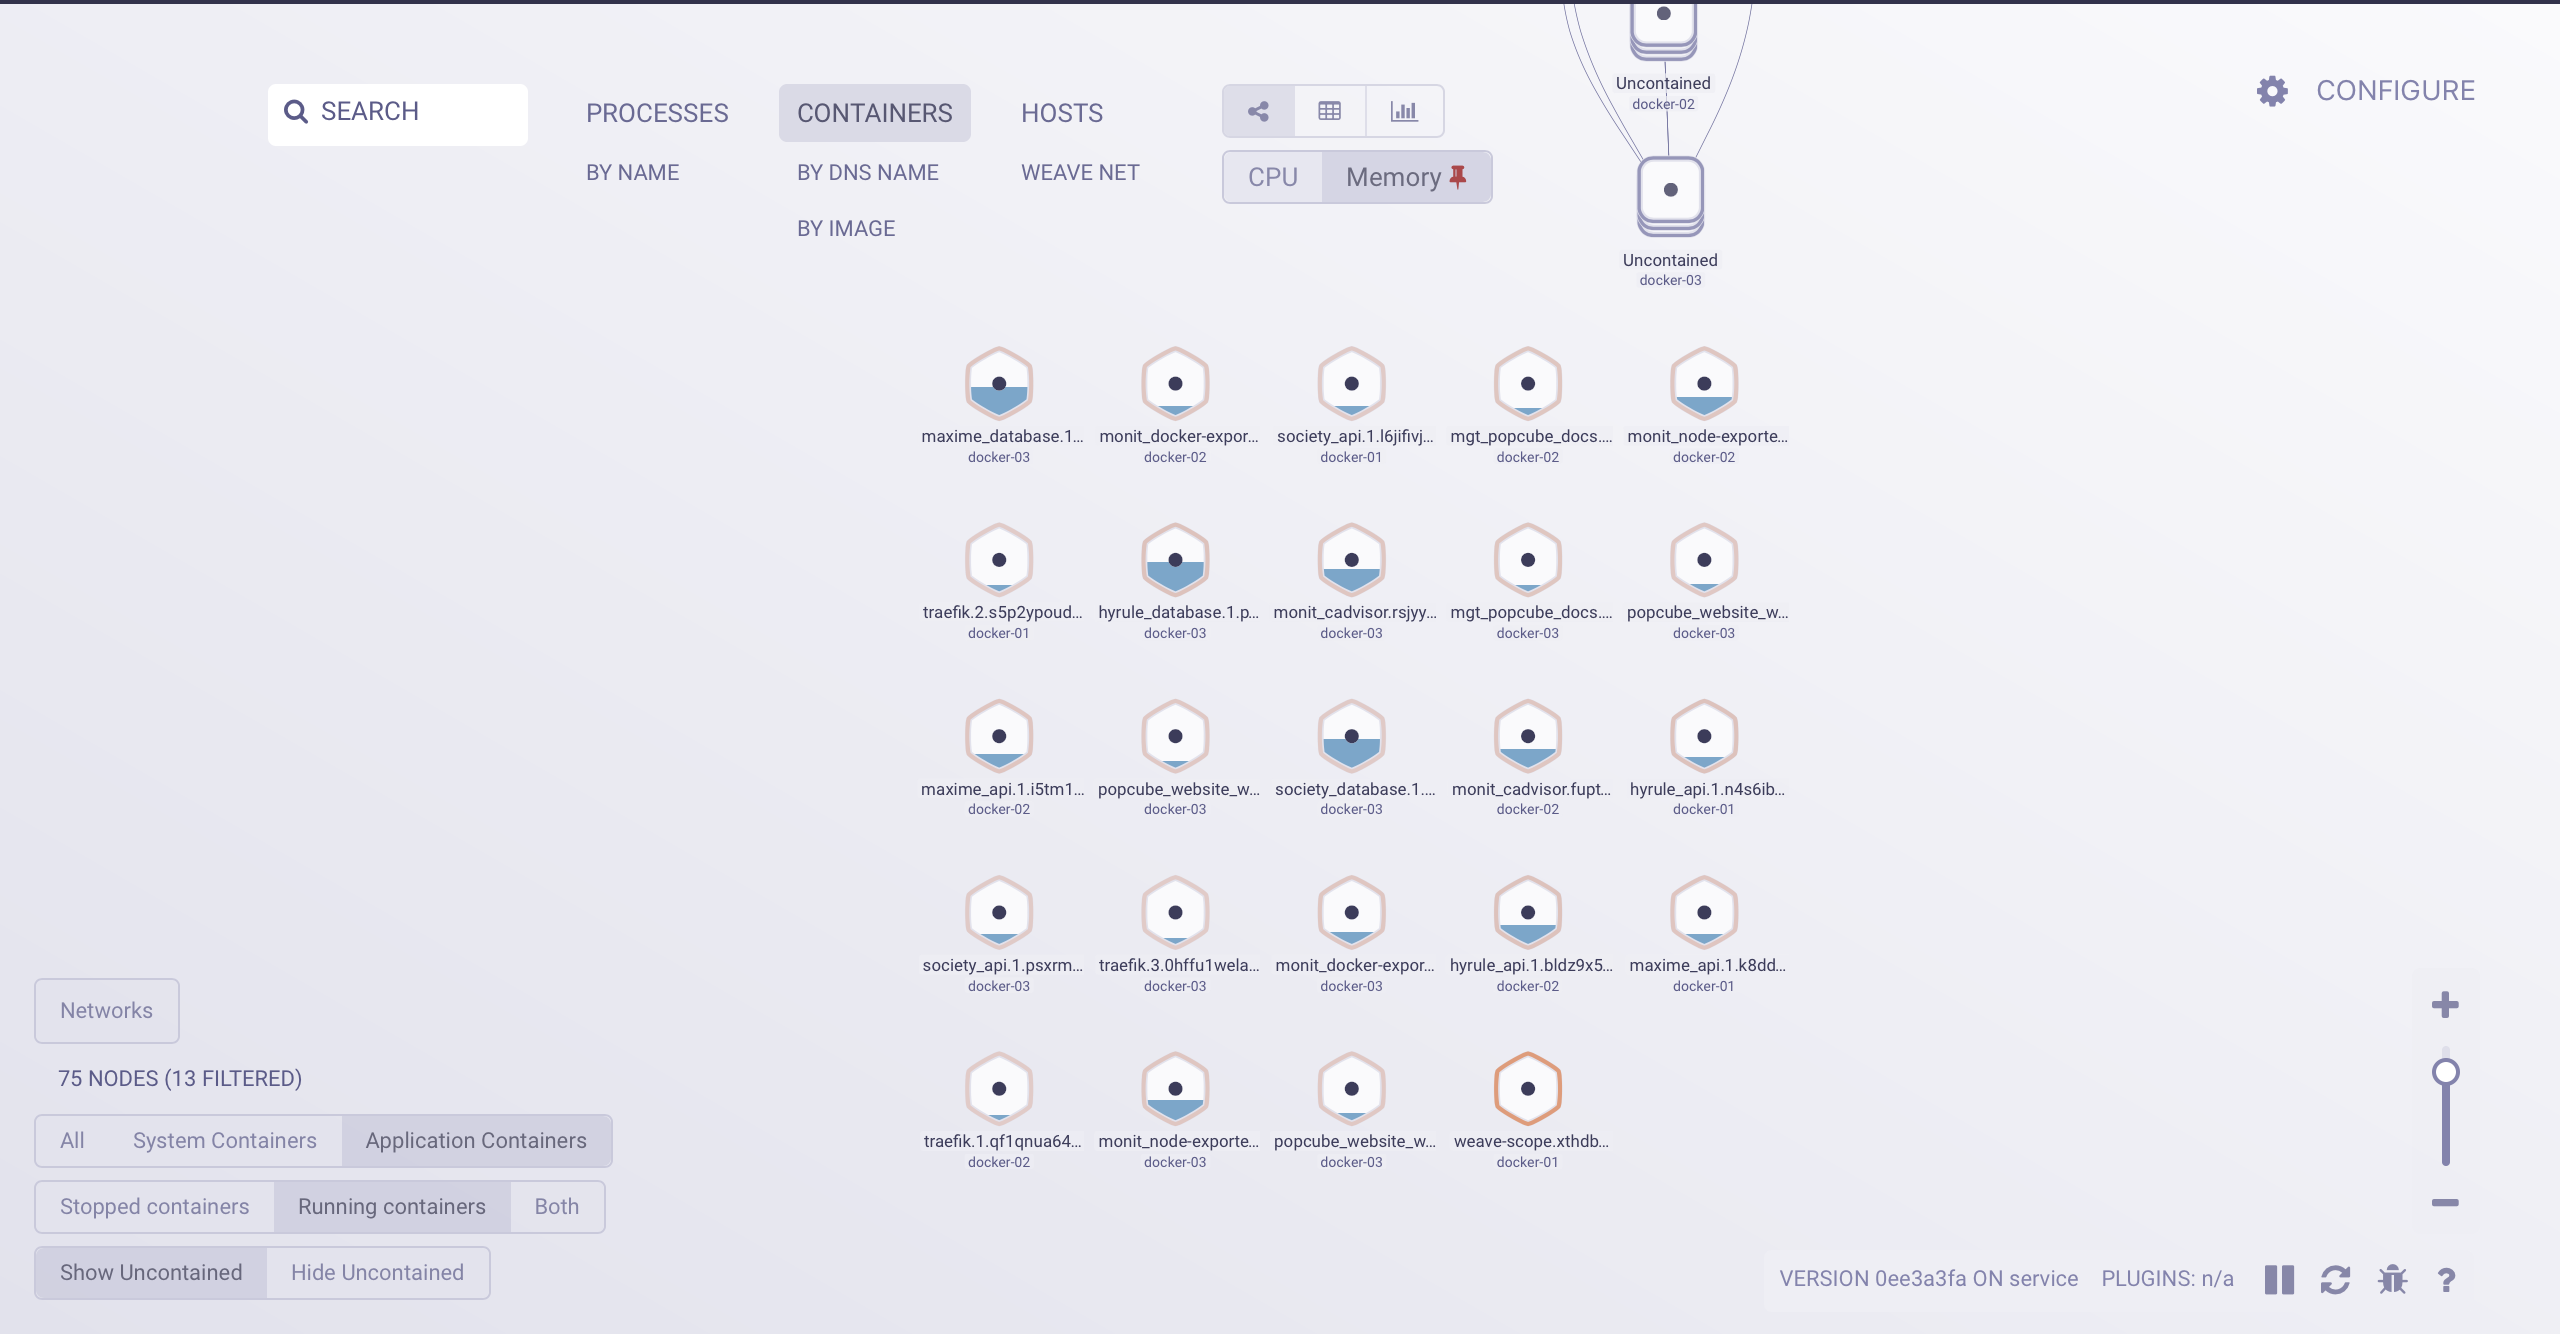 Uncontained
docker-02
SEARCH
PROCESSES
CONTAINERS
HOSTS
CONFIGURE
BY NAME
BY DNS NAME
WEAVE NET
CPU
Memory
BY IMAGE
Uncontained
docker-03
maxime_database.1...
docker-03
monit_docker-expor...
docker-02
society_api.1.l6jifivj...
docker-01
mgt_popcube_docs....
docker-02
monit_node-exporte...
docker-02
traefik.2.s5p2ypoud...
docker-01
hyrule_database.1.p...
docker-03
monit_cadvisor.rsjyy...
docker-03
mgt_popcube_docs....
docker-03
popcube_website_w...
docker-03
maxime_api.1.i5tm1...
docker-02
popcube_website_w...
docker-03
society_database.1....
docker-03
monit_cadvisor.fupt...
docker-02
hyrule_api.1.n4s6ib...
docker-01
society_api.1.psxrm...
docker-03
traefik.3.0hffu1wela...
docker-03
monit_docker-expor...
docker-03
hyrule_api.1.bldz9x5...
docker-02
maxime_api.1.k8dd...
docker-01
traefik.1.qf1qnua64...
docker-02
monit_node-exporte...
docker-03
popcube_website_w...
docker-03
weave-scope.xthdb...
docker-01
Networks
75 NODES (13 FILTERED)
All
System Containers
Application Containers
Stopped containers
Running containers
Both
Show Uncontained
Hide Uncontained
VERSION 0ee3a3fa ON service
PLUGINS: n/a